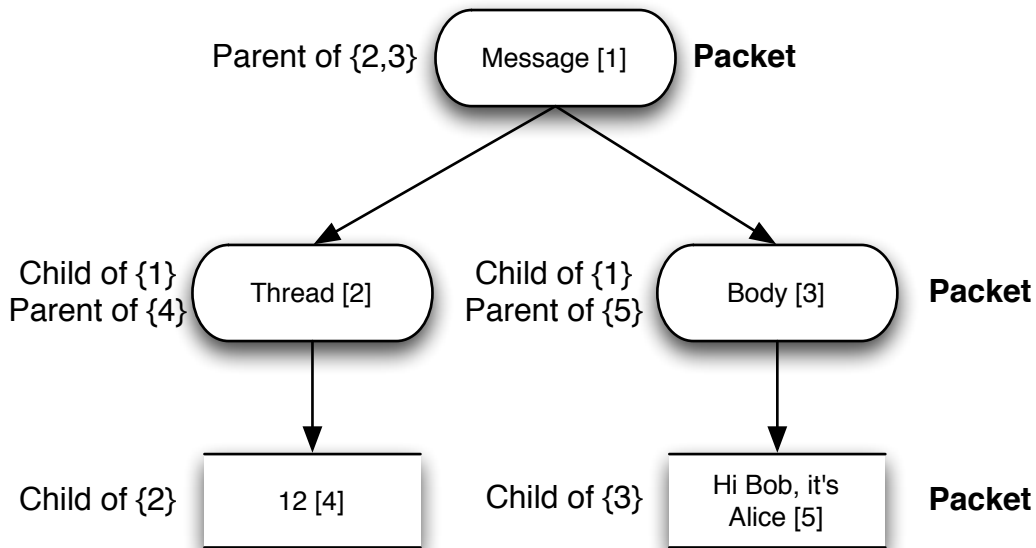 Parent of {2,3}
Message [1]
Packet
Child of {1}
Parent of {4}
Thread [2]
Child of {1}
Parent of {5}
Body [3]
Packet
Child of {2}
12 [4]
Child of {3}
Hi Bob, it's
Alice [5]
Packet